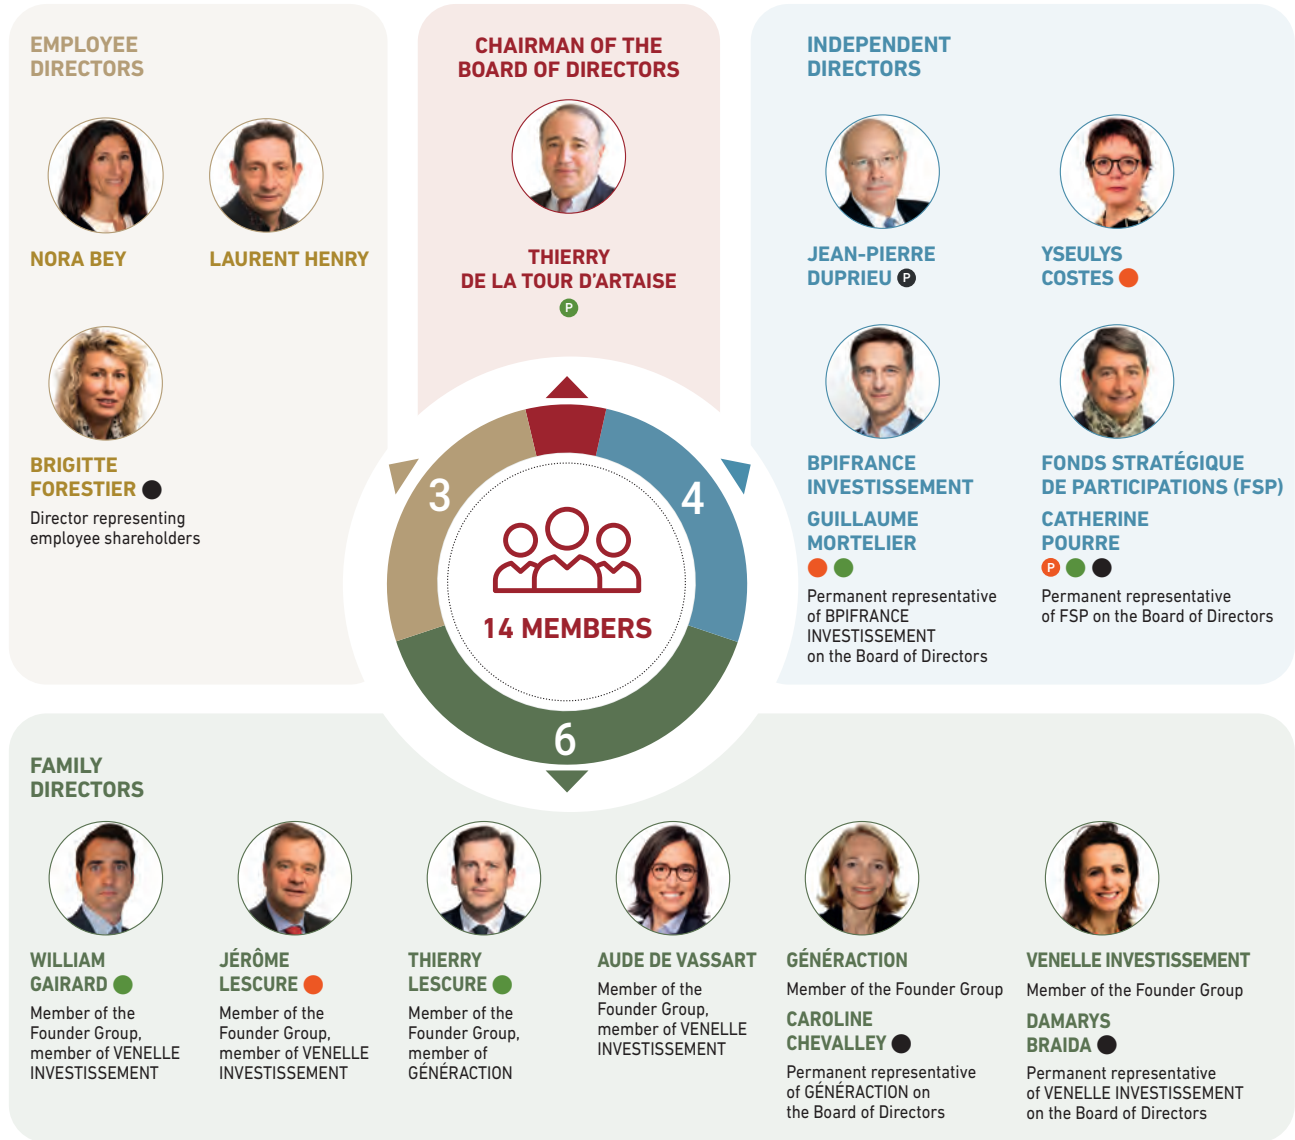 EMPLOYEE
DIRECTORS
NORA BEY
LAURENT HENRY
BRIGITTE
FORESTIER
Director representing
employee shareholders
CHAIRMAN OF THE
BOARD OF DIRECTORS
THIERRY
DE LA TOUR D'ARTAISE
P
INDEPENDENT
DIRECTORS
JEAN-PIERRE
DUPRIEU P
YSEULYS
COSTES
BPIFRANCE
INVESTISSEMENT
GUILLAUME
MORTELIER
Permanent representative
of BPIFRANCE
INVESTISSEMENT
on the Board of Directors
FONDS STRATÉGIQUE
DE PARTICIPATIONS (FSP)
CATHERINE
POURRE
P
Permanent representative
of FSP on the Board of Directors
3
4
14 MEMBERS
6
FAMILY
DIRECTORS
WILLIAM
GAIRARD
Member of the
Founder Group,
member of VENELLE
INVESTISSEMENT
JÉRÔME
LESCURE
Member of the
Founder Group,
member of VENELLE
INVESTISSEMENT
THIERRY
LESCURE
Member of the
Founder Group,
member of
GÉNÉRACTION
AUDE DE VASSART
Member of the
Founder Group,
member of VENELLE
INVESTISSEMENT
GÉNÉRACTION
Member of the Founder Group
CAROLINE
CHEVALLEY
Permanent representative
of GÉNÉRACTION on
the Board of Directors
VENELLE INVESTISSEMENT
Member of the Founder Group
DAMARYS
BRAIDA
Permanent representative
of VENELLE INVESTISSEMENT
on the Board of Directors